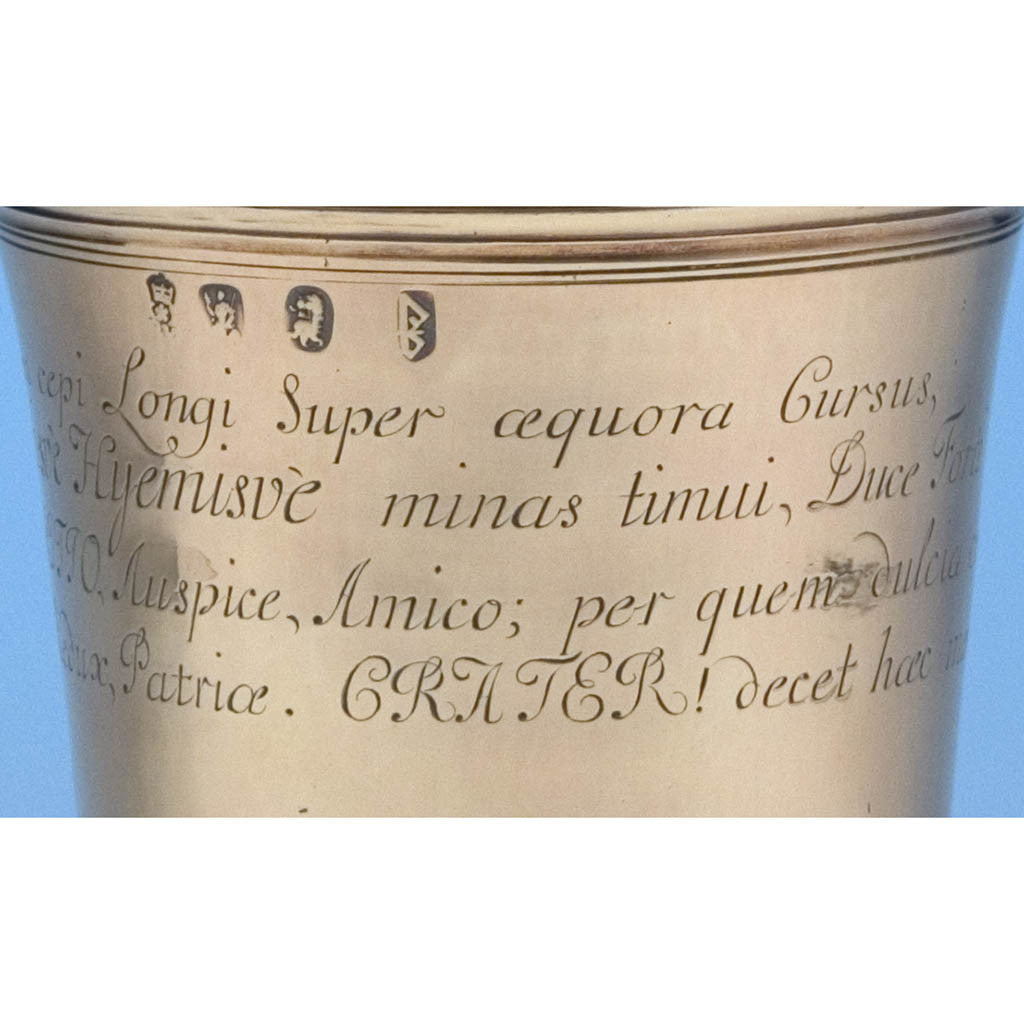 cepi Longi Super æquora Cursus,
Hyemisvè minas timui, Duce
Auspice, Amico; per quem dulcia
Patriæ. CRATER! decet hæc